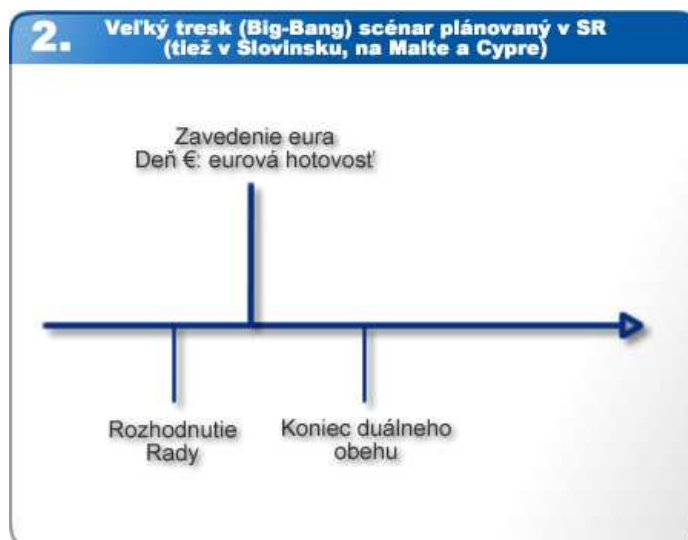 2.
Veľký tresk (Big-Bang) scénar plánovaný v SR
(tiež v Slovinsku, na Malte a Cypre)
Zavedenie eura
Deň €: eurová hotovosť
Rozhodnutie
Rady
Koniec duálneho
obehu